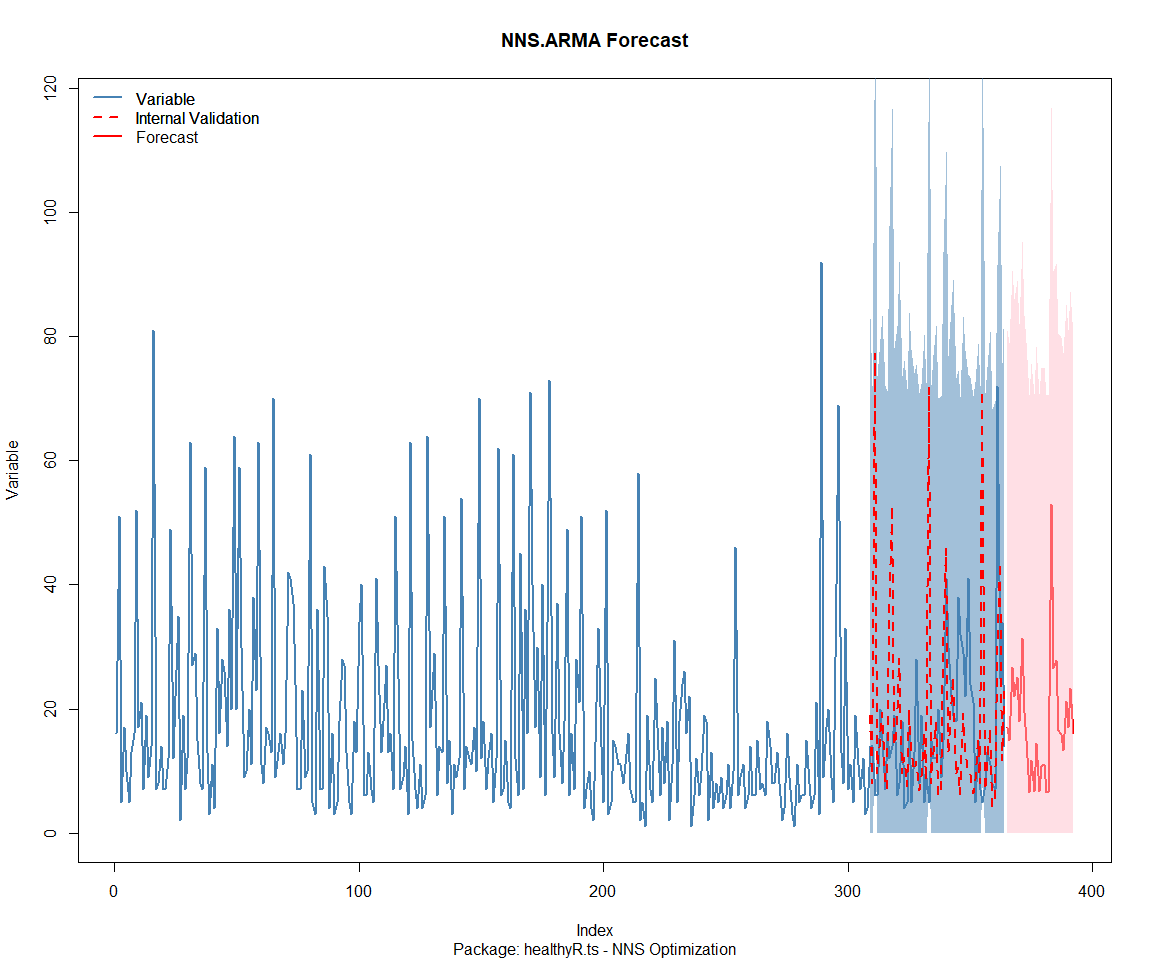 NNS.ARMA Forecast
Variable
Internal Validation
Forecast
120
100
80
60
40
20
0
Variable
0
100
200
300
400
Index
Package: healthyR.ts - NNS Optimization